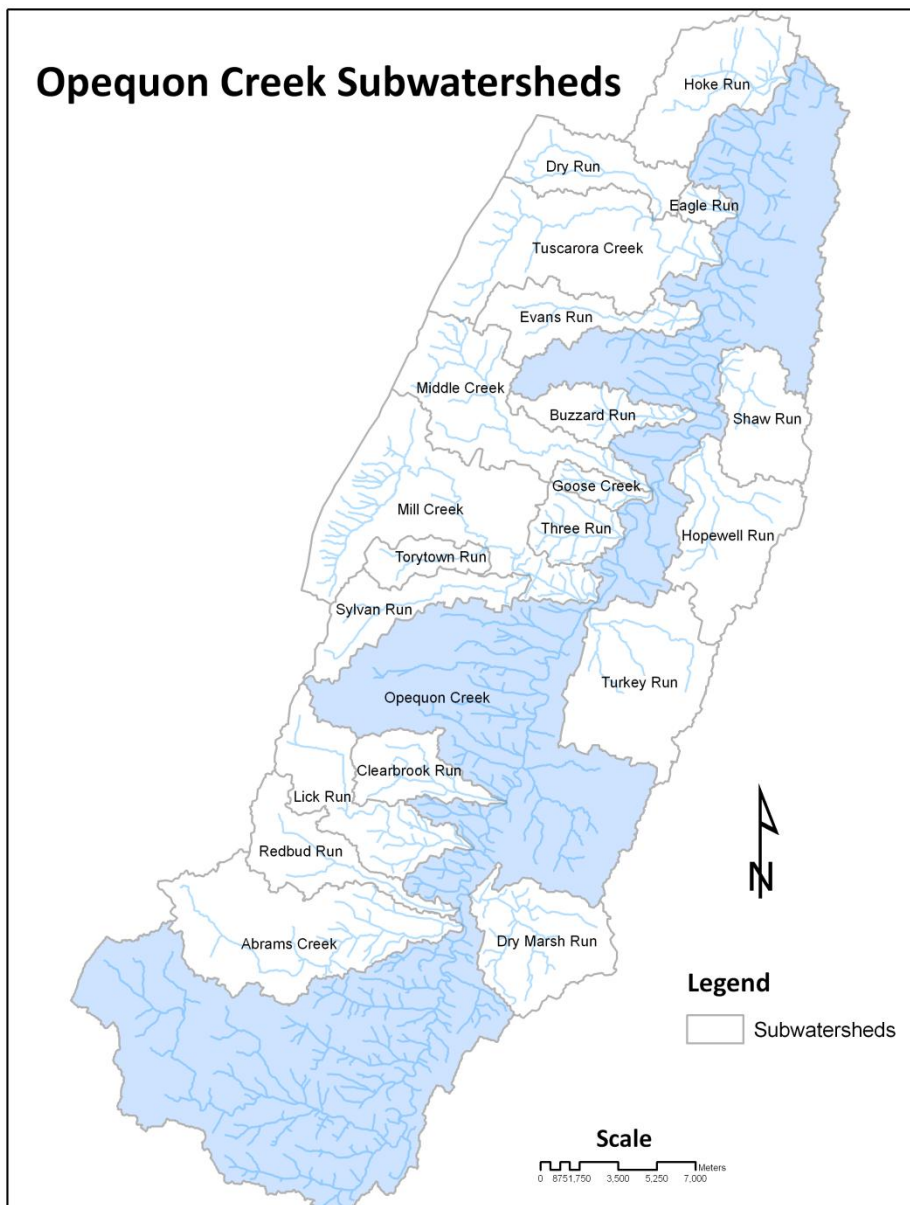 Opequon Creek Subwatersheds
Hoke Run
Dry Run
Eagle Run
Tuscarora Creek
Evans Run
Middle Creek
Buzzard Run
Shaw Run
Goose Creek
Mill Creek
Three Run
Hopewell Run
Torytown Run
Sylvan Run
Turkey Run
Opequon Creek
Clearbrook Run
Lick Run
Redbud Run
N
Abrams Creek
Dry Marsh Run
Legend
Subwatersheds
Scale
Meters
0 8751,750 3,500 5,250 7,000